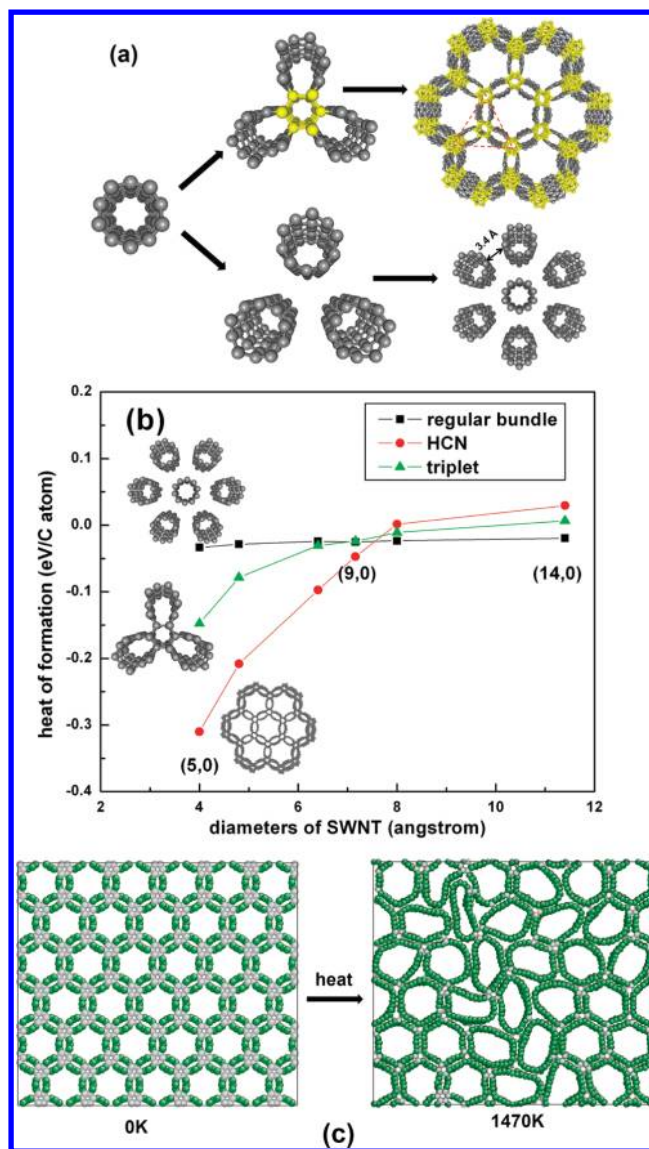 (a)
3.4 Å
(b)
regular bundle
HCN
triplet
0.2
0.1
0.0
-0.1
-0.2
-0.3
-0.4
heat of formation (eV/C atom)
(9,0)
(14,0)
(5,0)
2
4
6
8
10
12
diameters of SWNT (angstrom)
heat
0K
1470K
(c)